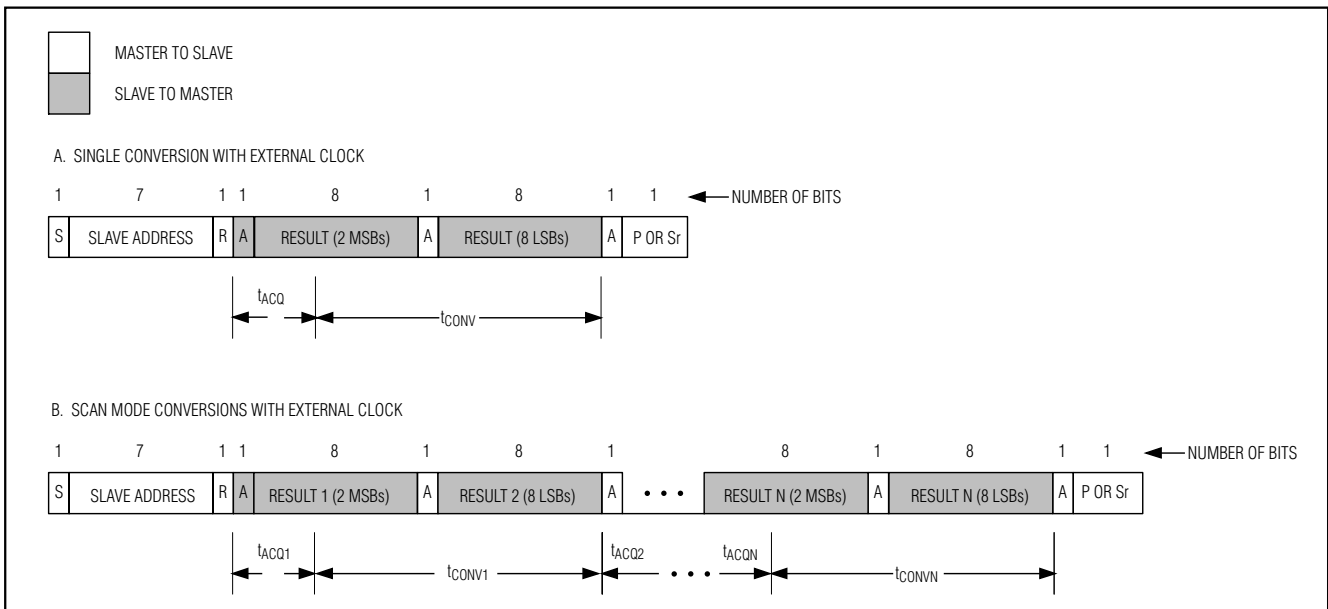 MASTER TO SLAVE
SLAVE TO MASTER
A. SINGLE CONVERSION WITH EXTERNAL CLOCK
1 7 1 1 8 1 8 1 1 NUMBER OF BITS
S SLAVE ADDRESS R A RESULT (2 MSBs) A RESULT (8 LSBs) A P OR Sr
tACQ
tCONV
B. SCAN MODE CONVERSIONS WITH EXTERNAL CLOCK
1 7 1 1 8 1 8 1 8 1 8 1 1 NUMBER OF BITS
S SLAVE ADDRESS R A RESULT 1 (2 MSBs) A RESULT 2 (8 LSBs) A • • • RESULT N (2 MSBs) A RESULT N (8 LSBs) A P OR Sr
tACQ1 tACQ2 tACQN
tCONV1 • • • tCONVN